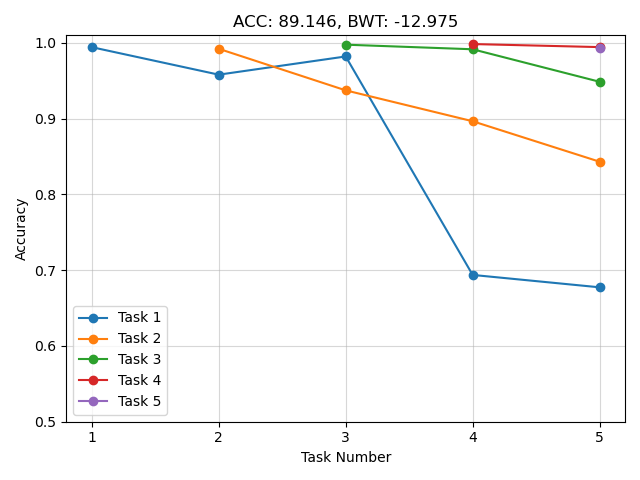 ACC: 89.146, BWT: -12.975
1.0
0.9
0.8
0.7
0.6
0.5
Accuracy
Task 1
Task 2
Task 3
Task 4
Task 5
1 2 3 4 5
Task Number